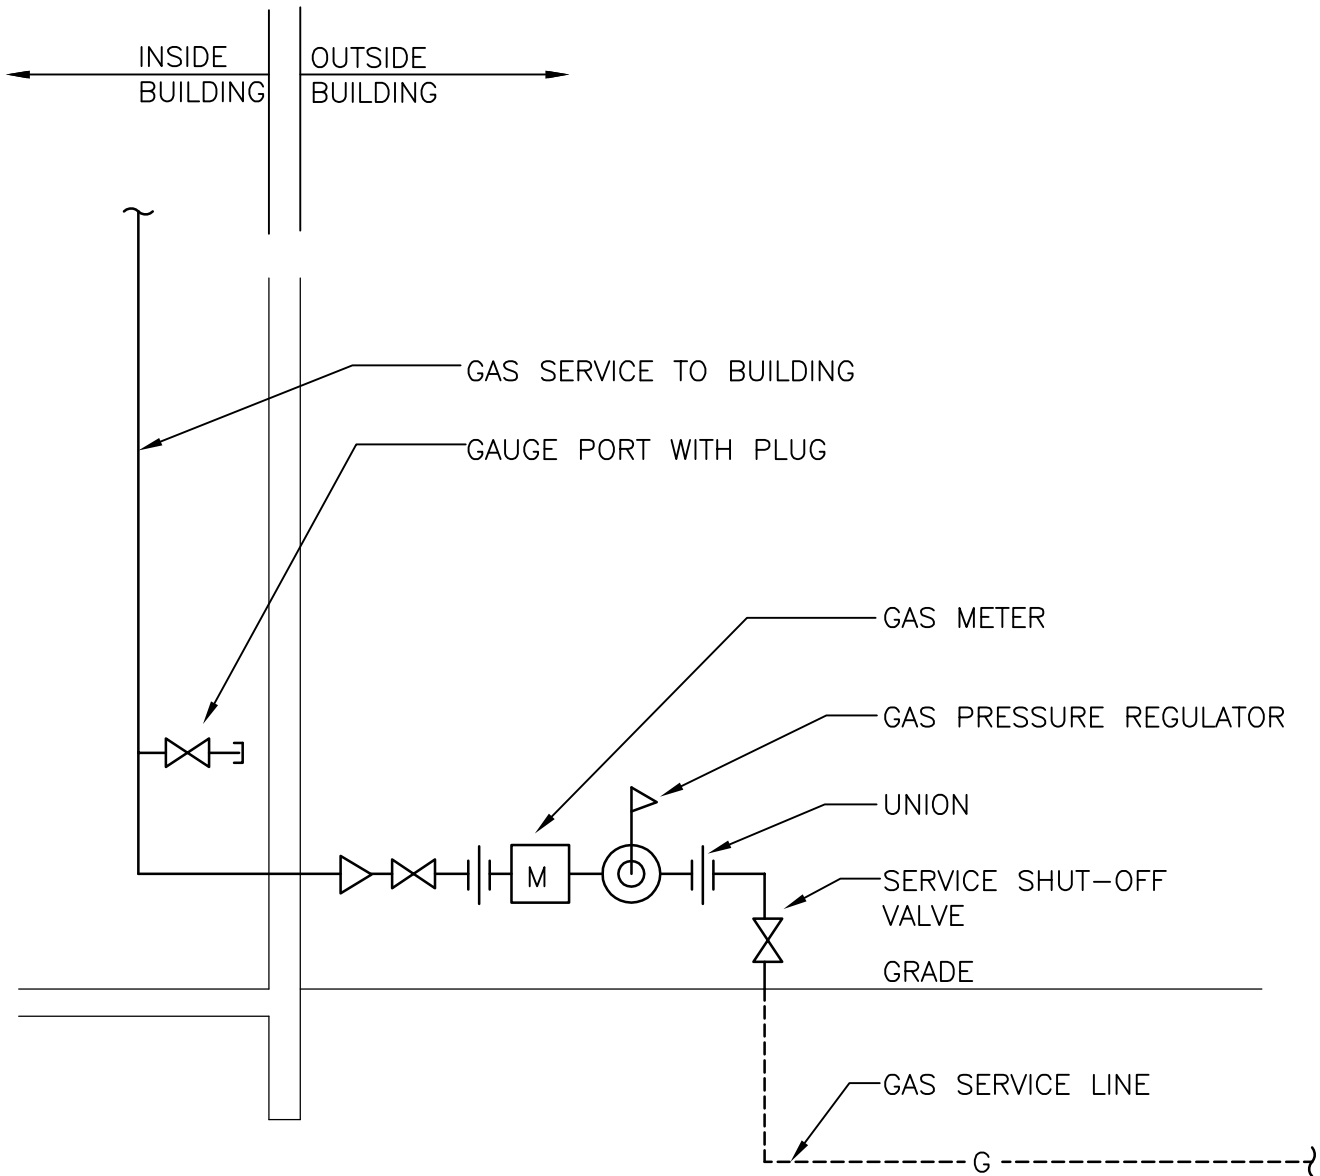 INSIDE
BUILDING
OUTSIDE
BUILDING
GAS SERVICE TO BUILDING
GAUGE PORT WITH PLUG
GAS METER
GAS PRESSURE REGULATOR
UNION
M
SERVICE SHUT-OFF
VALVE
GRADE
GAS SERVICE LINE
G